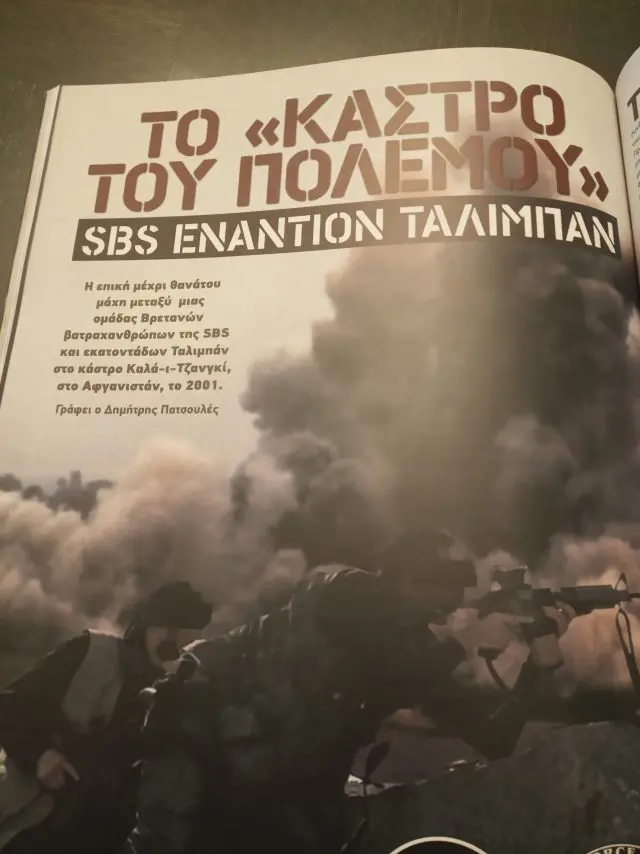 ΤΟ «ΚΑΣΤΡΟ
ΤΟΥ ΠΟΛΕΜΟΥ»
SBS ΕΝΑΝΤΙΟΝ ΤΑΛΙΜΠΑΝ
Η επική μέχρι θανάτου
μάχη μεταξύ μιας
ομάδας Βρετανών
βατραχανθρώπων της SBS
και εκατοντάδων Ταλιμπάν
στο κάστρο Καλά-ι-Τζανγκί,
στο Αφγανιστάν, το 2001.
Γράφει ο Δημήτρης Πατσουλές